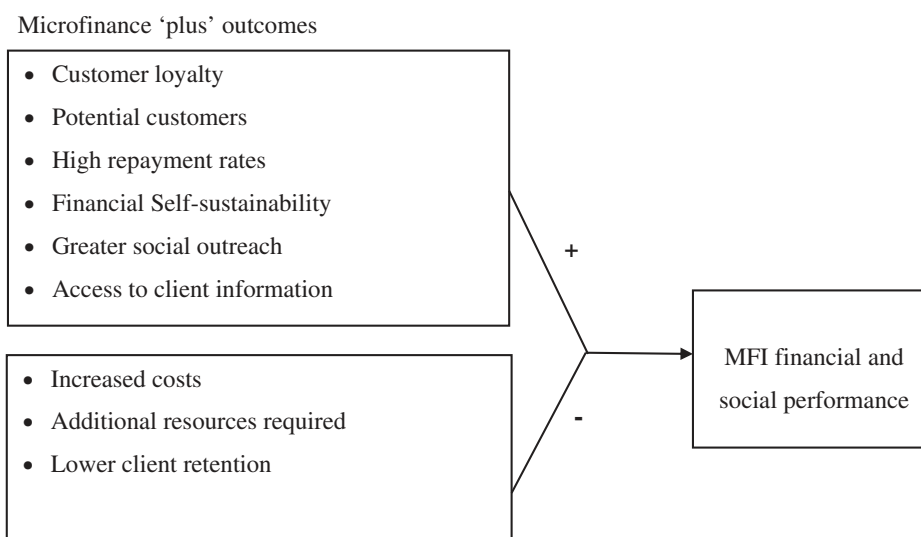 Microfinance ‘plus’ outcomes
• Customer loyalty
• Potential customers
• High repayment rates
• Financial Self-sustainability
• Greater social outreach
• Access to client information
+
MFI financial and
social performance
• Increased costs
• Additional resources required
• Lower client retention
-